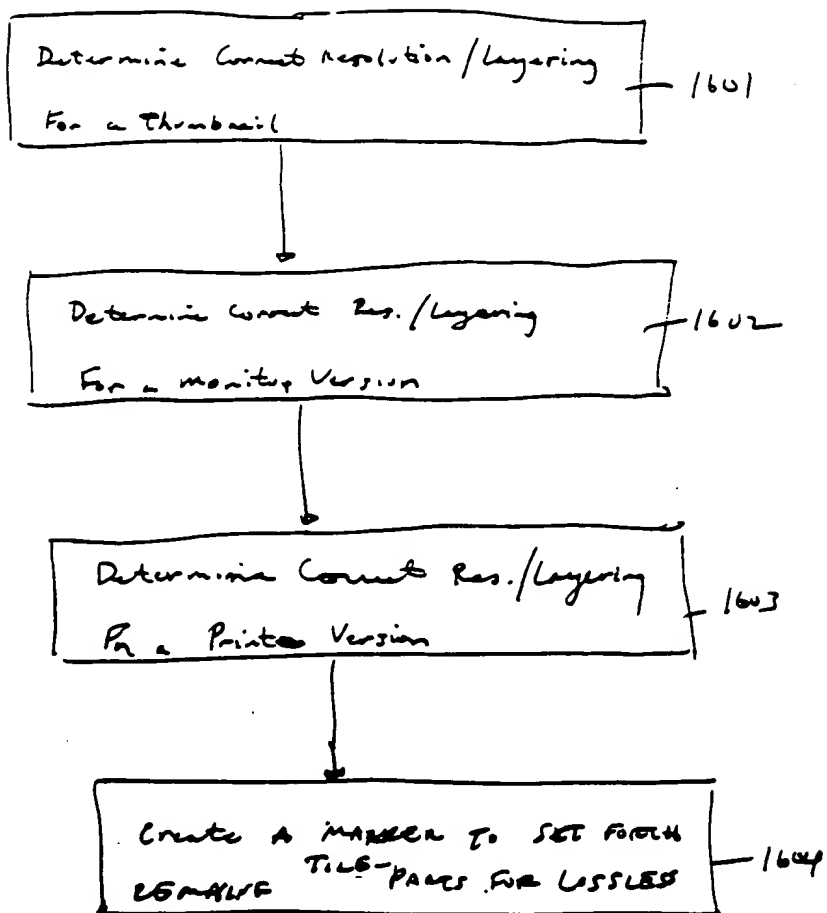 Determine Correct Resolution/Layering
1601
For a Thumbnail
Determine Correct Res./Layering
1602
For a Monitor Version
Determine Correct Res./Layering
1603
For a Printer Version
Create A MARKER TO SET FORTH
TILE-PARTS FOR LOSSLESS
1604